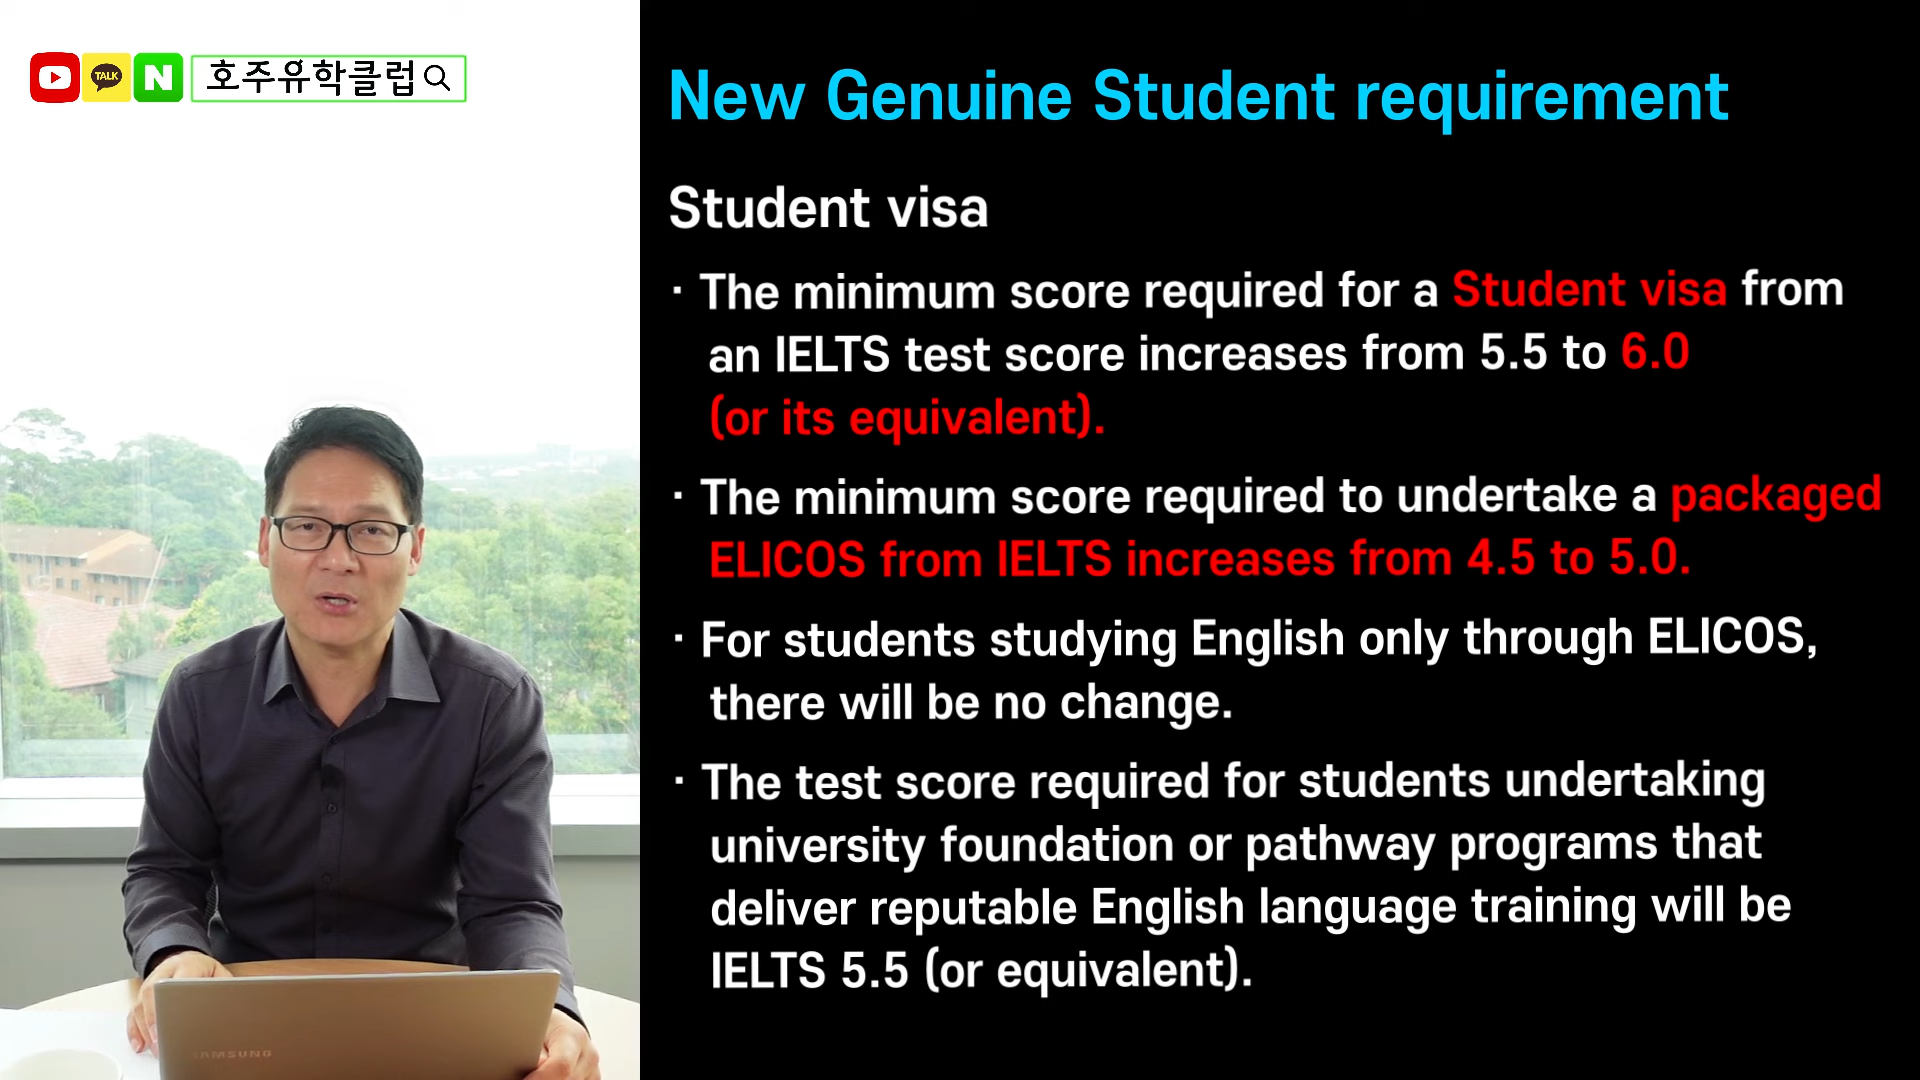 TALK
N
호주유학클럽
New Genuine Student requirement
Student visa
· The minimum score required for a Student visa from
an IELTS test score increases from 5.5 to 6.0
(or its equivalent).
· The minimum score required to undertake a packaged
ELICOS from IELTS increases from 4.5 to 5.0.
· For students studying English only through ELICOS,
there will be no change.
· The test score required for students undertaking
university foundation or pathway programs that
deliver reputable English language training will be
IELTS 5.5 (or equivalent).
SAMSUNG